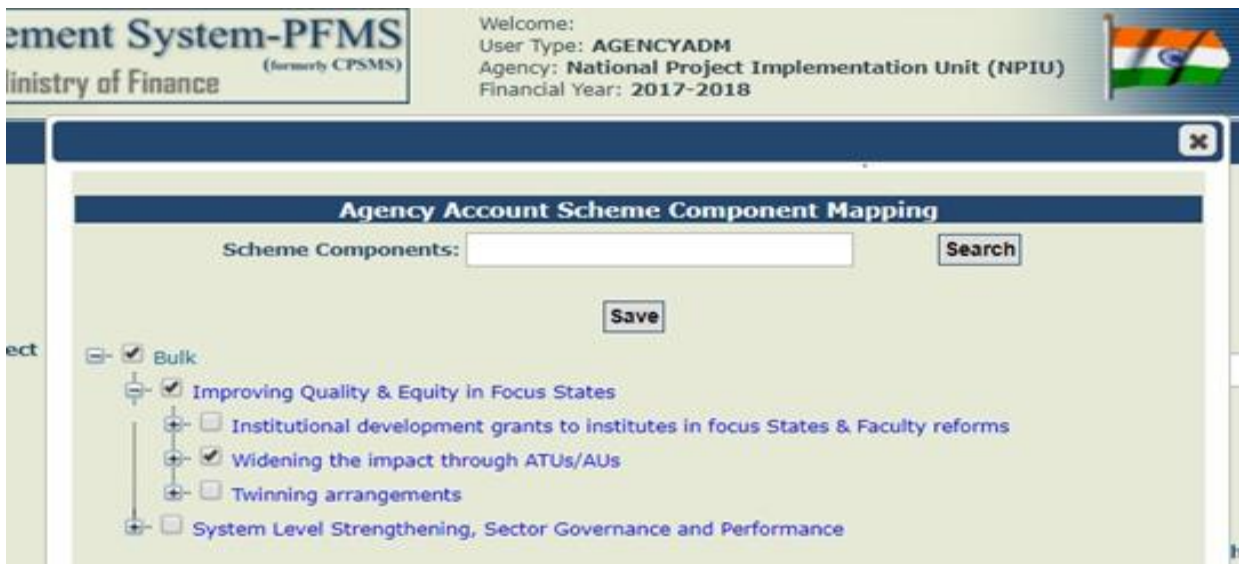 System-PFMS
(formerly CPSMS)
of Finance
Welcome:
User Type: AGENCYADM
Agency: National Project Implementation Unit (NPIU)
Financial Year: 2017-2018
Agency Account Scheme Component Mapping
Scheme Components:
Search
Save
Bulk
Improving Quality & Equity in Focus States
Institutional development grants to institutes in focus States & Faculty reforms
Widening the impact through ATUs/AUs
Twinning arrangements
System Level Strengthening, Sector Governance and Performance